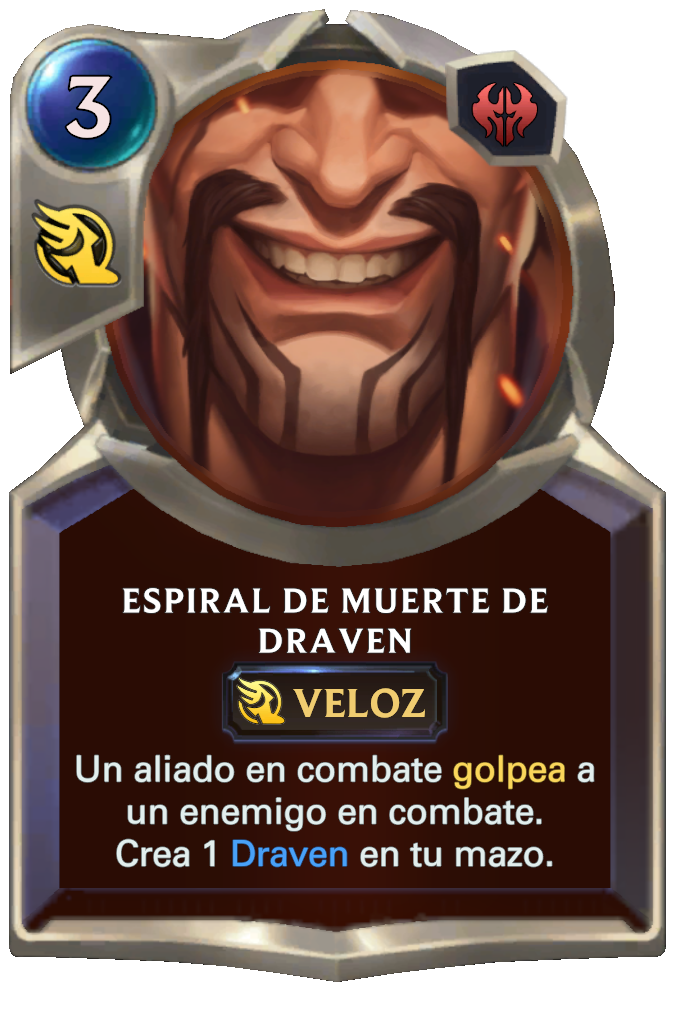 3
ESPIRAL DE MUERTE DE
DRAVEN
VELOZ
Un aliado en combate golpea a
un enemigo en combate.
Crea 1 Draven en tu mazo.